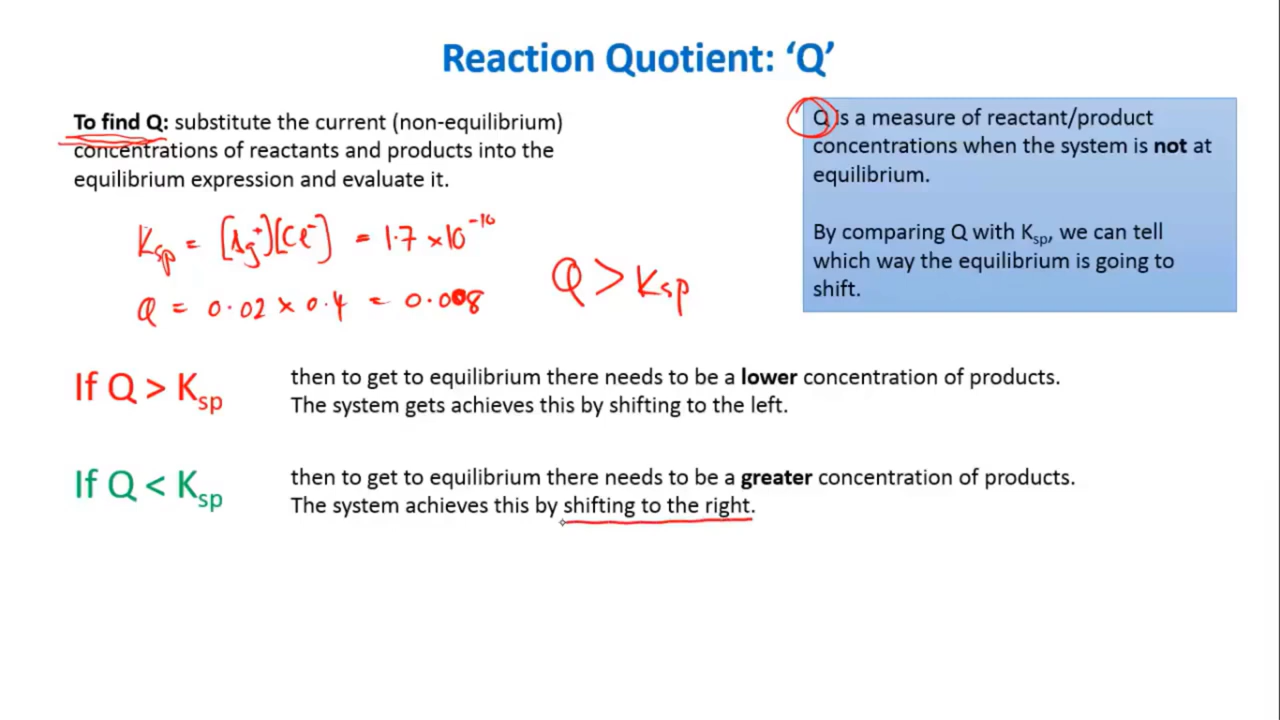 Reaction Quotient: ‘Q’
To find Q: substitute the current (non-equilibrium)
concentrations of reactants and products into the
equilibrium expression and evaluate it.
Ksp = [Ag+][Cl-] = 1.7 x 10-10
Q = 0.02 x 0.4 = 0.008
Q > Ksp
Q is a measure of reactant/product
concentrations when the system is not at
equilibrium.
By comparing Q with Ksp, we can tell
which way the equilibrium is going to
shift.
If Q > Ksp
then to get to equilibrium there needs to be a lower concentration of products.
The system gets achieves this by shifting to the left.
If Q < Ksp
then to get to equilibrium there needs to be a greater concentration of products.
The system achieves this by shifting to the right.